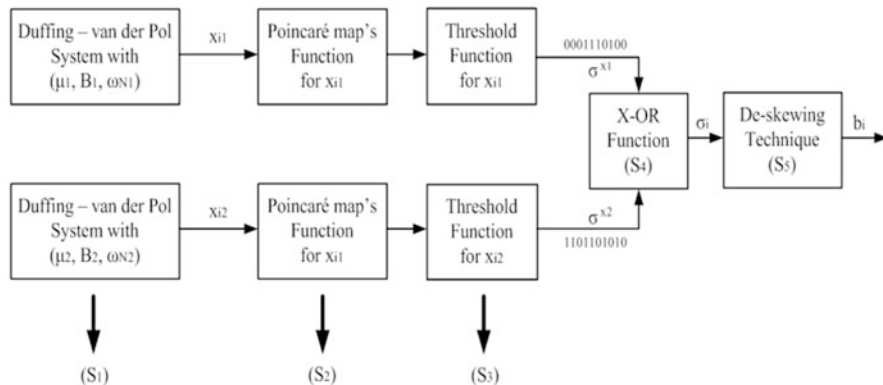 Duffing – van der Pol
System with
(μ1, B1, ωN1)
xi1
Poincaré map's
Function
for xi1
Threshold
Function
for xi1
0001110100
σx1
X-OR
Function
(S4)
σi
De-skewing
Technique
(S5)
bi
Duffing – van der Pol
System with
(μ2, B2, ωN2)
xi2
Poincaré map's
Function
for xi1
Threshold
Function
for xi2
σx2
1101101010
(S1)
(S2)
(S3)